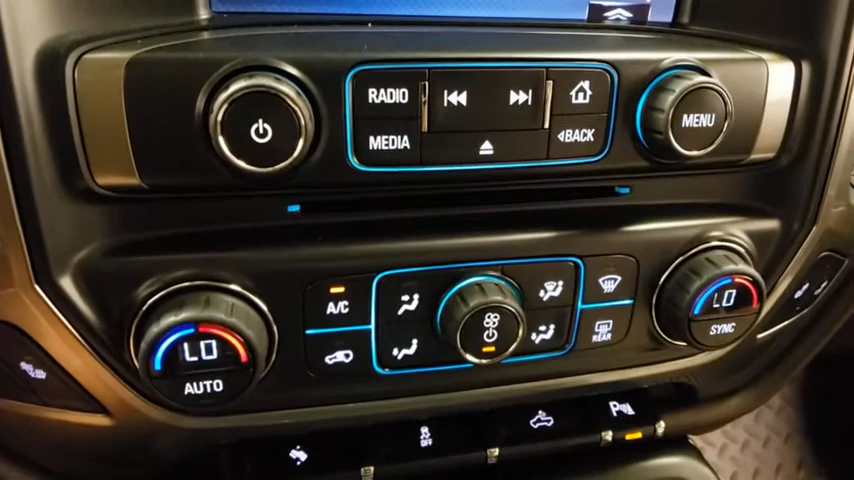 RADIO
MEDIA
BACK
MENU
A/C
REAR
LO
AUTO
LO
SYNC
OFF